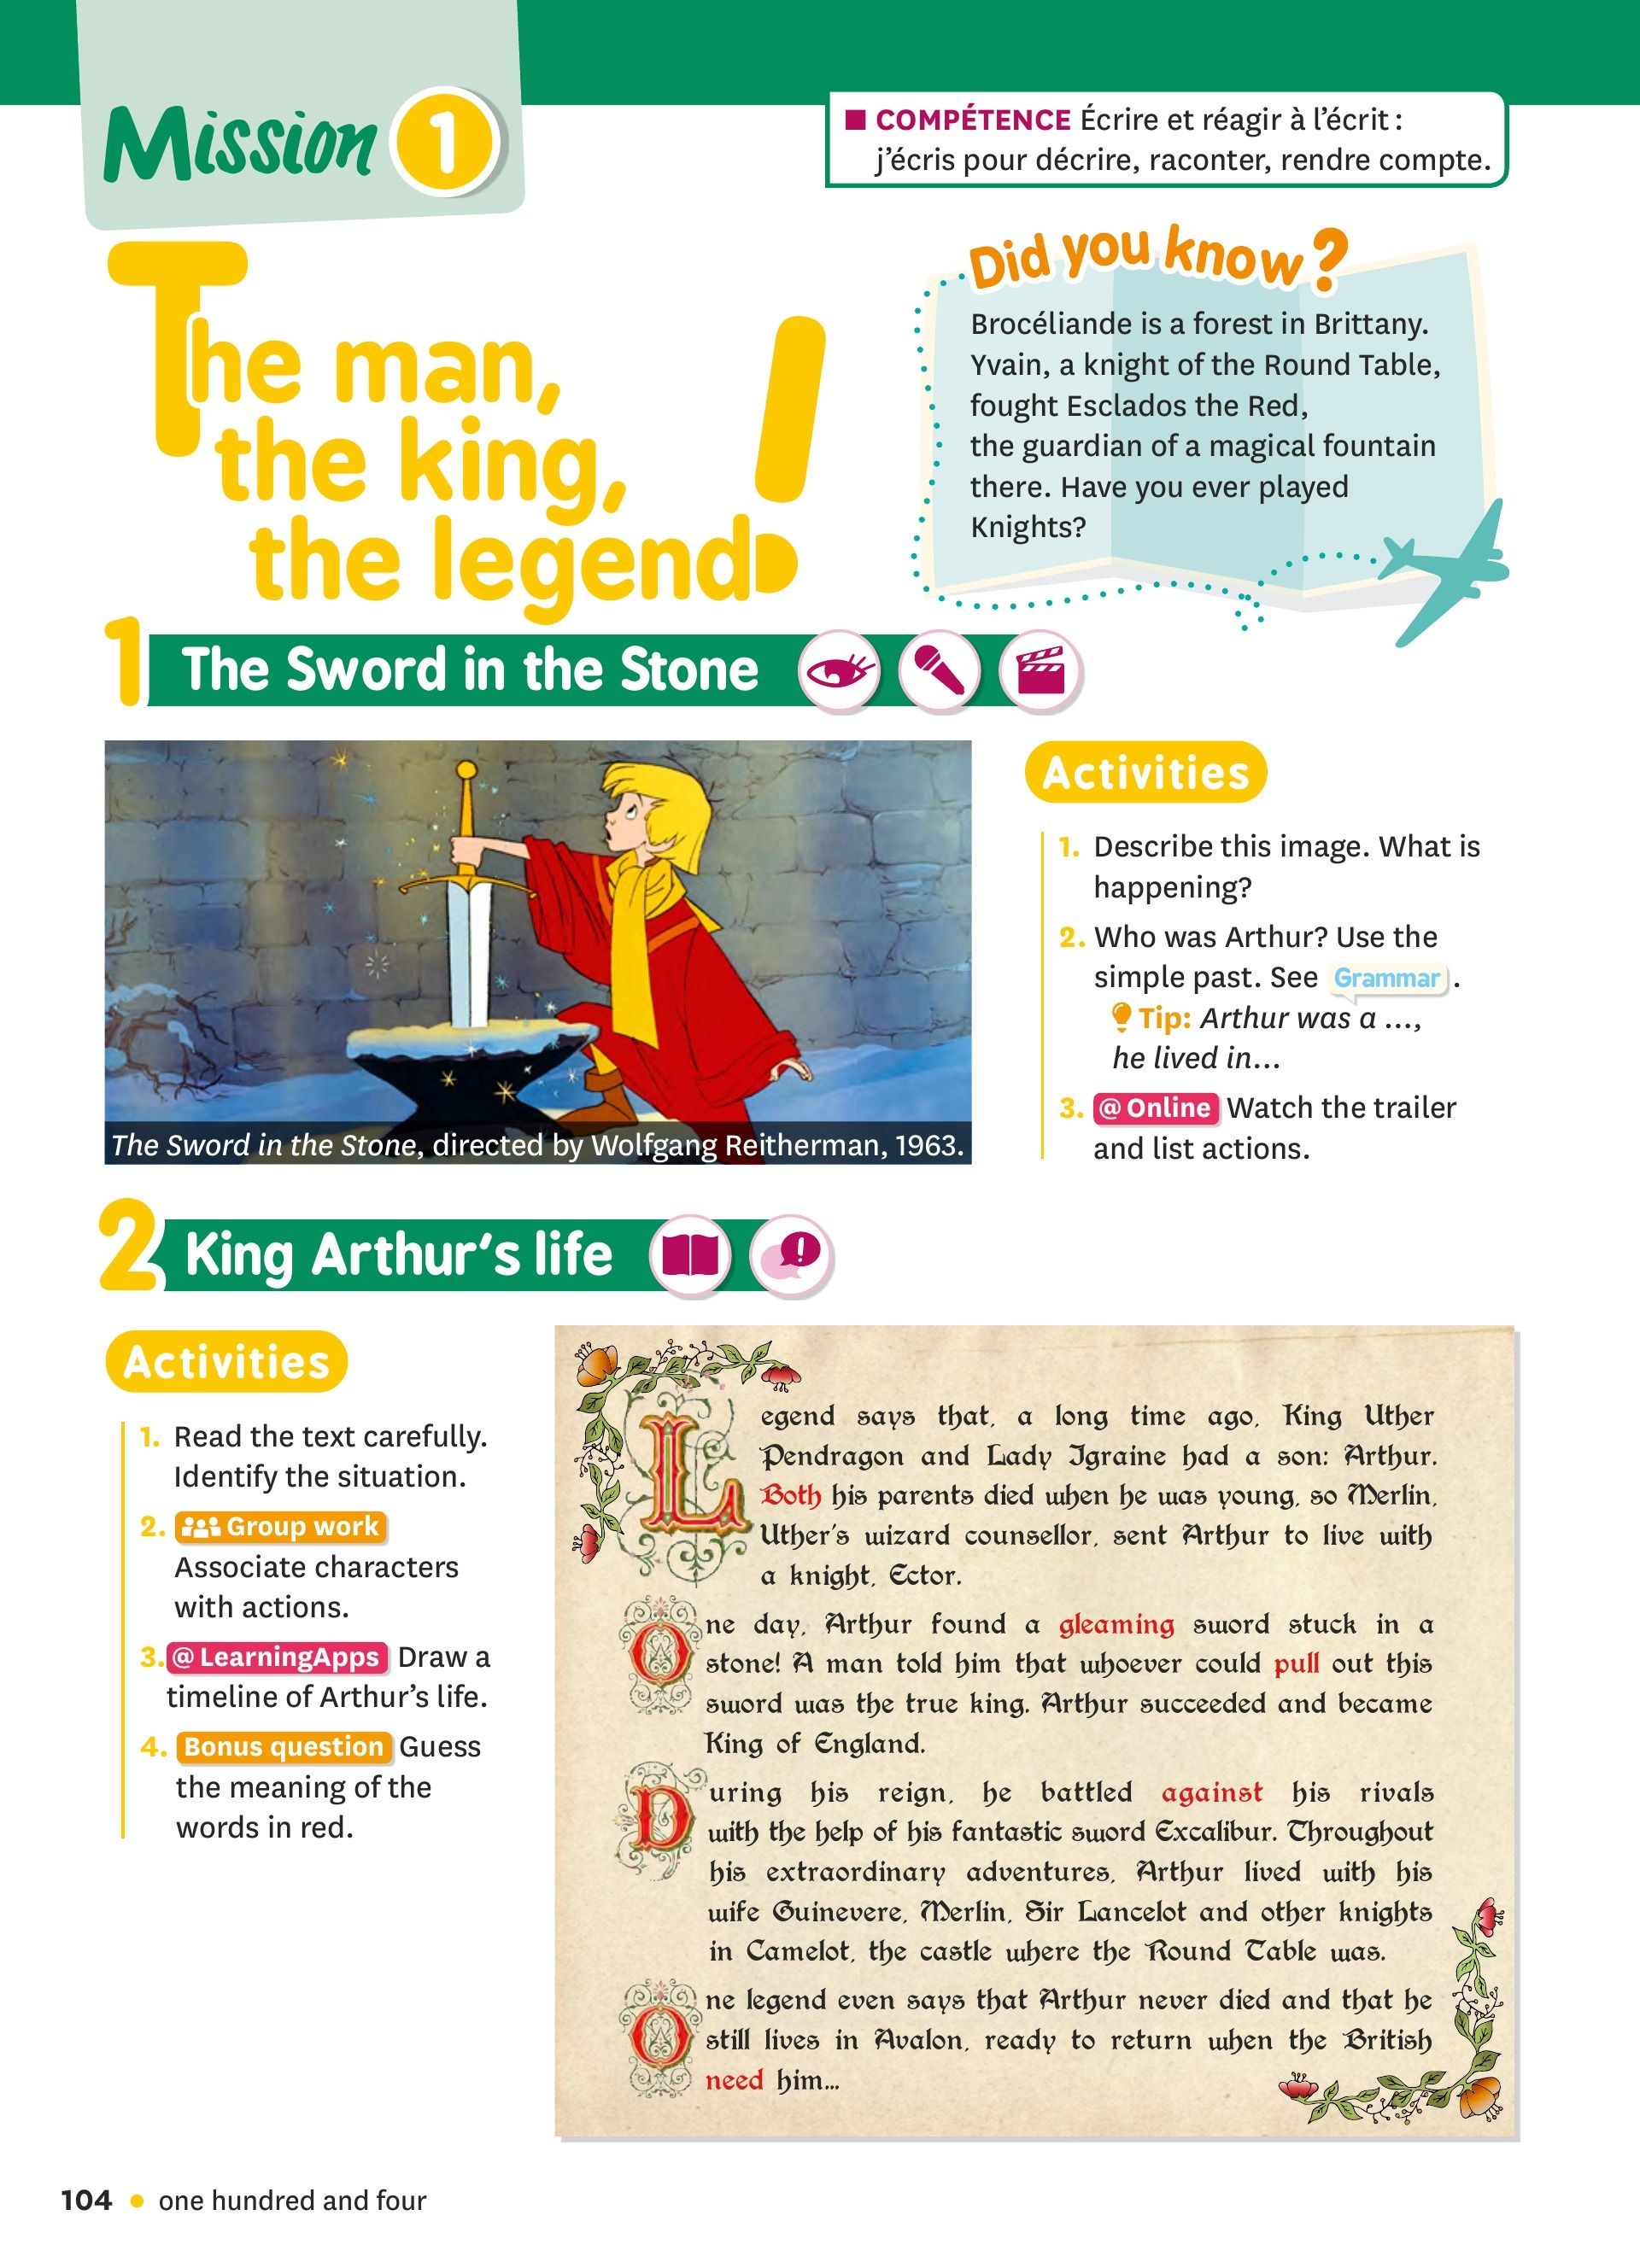 Mission 1
■ COMPÉTENCE Écrire et réagir à l'écrit :
j'écris pour décrire, raconter, rendre compte.
The man,
the king,
the legend!
Did you know?
Brocéliande is a forest in Brittany.
Yvain, a knight of the Round Table,
fought Esclados the Red,
the guardian of a magical fountain
there. Have you ever played
Knights?
1 The Sword in the Stone
The Sword in the Stone, directed by Wolfgang Reitherman, 1963.
Activities
1. Describe this image. What is
happening?
2. Who was Arthur? Use the
simple past. See Grammar.
Tip: Arthur was a ...,
he lived in...
3. @ Online Watch the trailer
and list actions.
2 King Arthur's life
Activities
1. Read the text carefully.
Identify the situation.
2. Group work
Associate characters
with actions.
3. @ LearningApps Draw a
timeline of Arthur's life.
4. Bonus question Guess
the meaning of the
words in red.
Legend says that, a long time ago, King Uther
Pendragon and Lady Igraine had a son: Arthur.
Both his parents died when he was young, so Merlin,
Uther's wizard counsellor, sent Arthur to live with
a knight, Ector.
One day, Arthur found a gleaming sword stuck in a
stone! A man told him that whoever could pull out this
sword was the true king. Arthur succeeded and became
King of England.
During his reign, he battled against his rivals
with the help of his fantastic sword Excalibur. Throughout
his extraordinary adventures, Arthur lived with his
wife Guinevere, Merlin, Sir Lancelot and other knights
in Camelot, the castle where the Round Table was.
One legend even says that Arthur never died and that he
still lives in Avalon, ready to return when the British
need him...
104 • one hundred and four